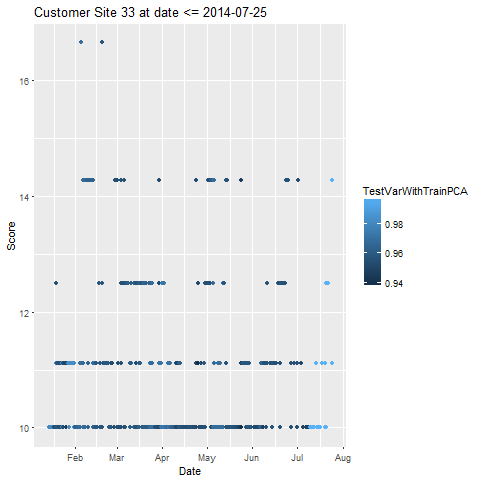 Customer Site 33 at date <= 2014-07-25
16
14
12
10
Score
Feb Mar Apr May Jun Jul Aug
Date
TestVarWithTrainPCA
0.98
0.96
0.94